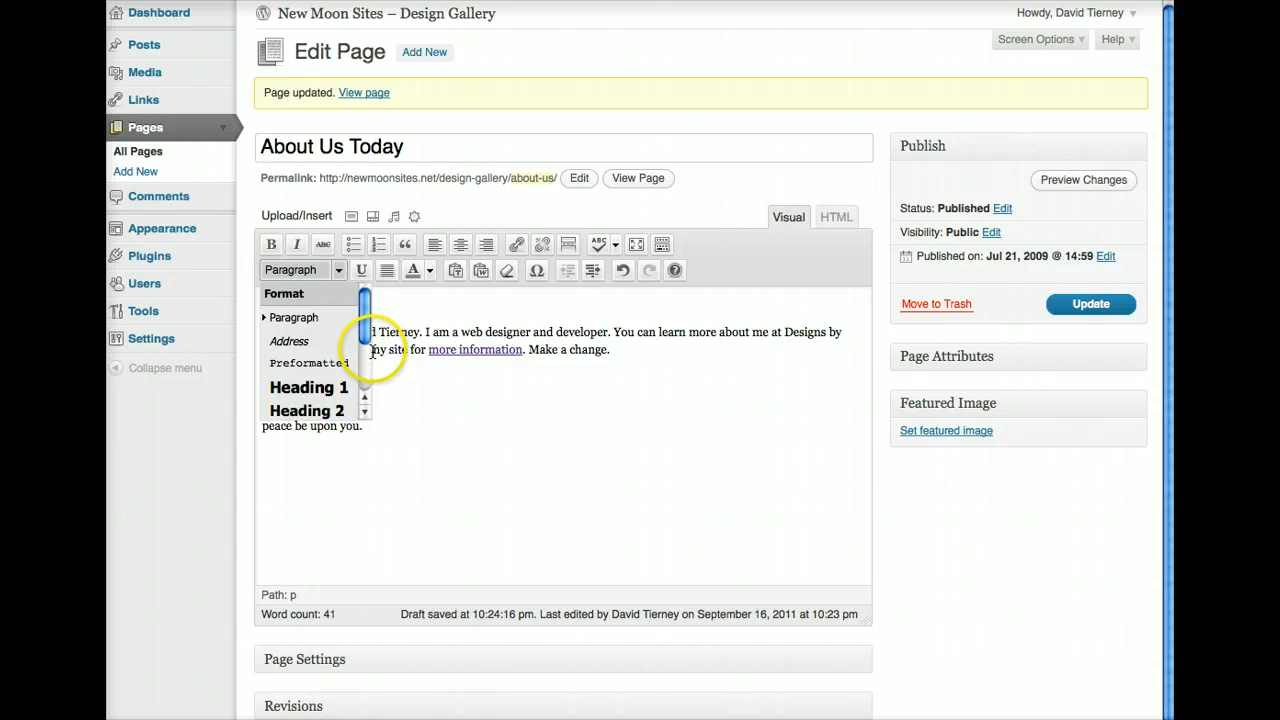 Dashboard
New Moon Sites – Design Gallery
Howdy, David Tierney
Posts
Media
Links
Pages
All Pages
Add New
Comments
Appearance
Plugins
Users
Tools
Settings
Collapse menu
Screen Options
Help
Edit Page Add New
Page updated. View page
About Us Today
Permalink: http://newmoonsites.net/design-gallery/about-us/ Edit View Page
Upload/Insert
Visual HTML
B I ABC ABC
Paragraph U A Ω
Format
Paragraph
Address
Preformatted
Heading 1
Heading 2
l Tierney. I am a web designer and developer. You can learn more about me at Designs by
my site for more information. Make a change.
peace be upon you.
Path: p
Word count: 41 Draft saved at 10:24:16 pm. Last edited by David Tierney on September 16, 2011 at 10:23 pm
Page Settings
Revisions
Publish
Preview Changes
Status: Published Edit
Visibility: Public Edit
Published on: Jul 21, 2009 @ 14:59 Edit
Move to Trash Update
Page Attributes
Featured Image
Set featured image